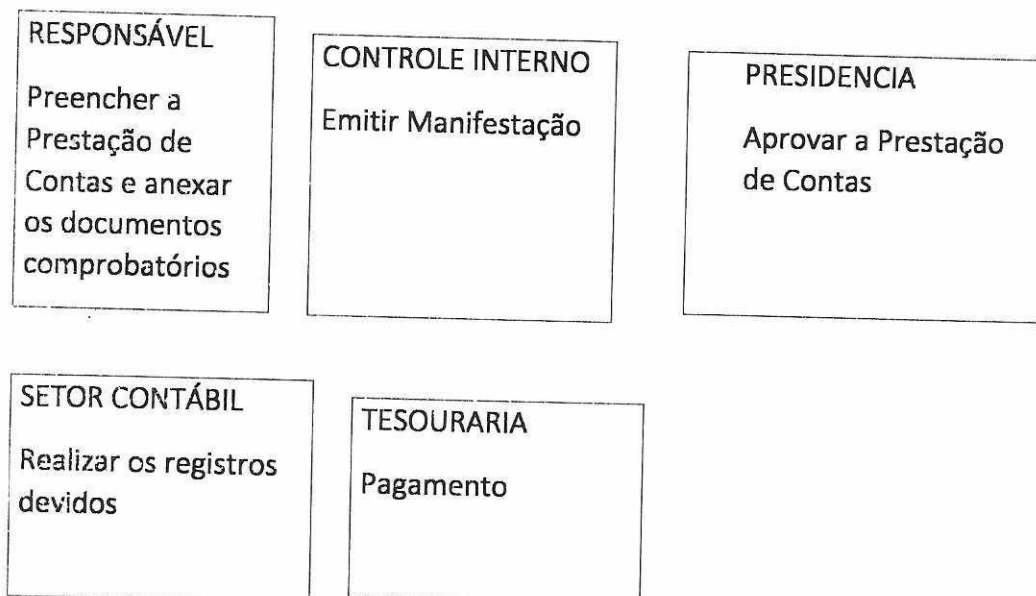 RESPONSÁVEL
Preencher a
Prestação de
Contas e anexar
os documentos
comprobatórios
CONTROLE INTERNO
Emitir Manifestação
PRESIDENCIA
Aprovar a Prestação
de Contas
SETOR CONTÁBIL
Realizar os registros
devidos
TESOURARIA
Pagamento